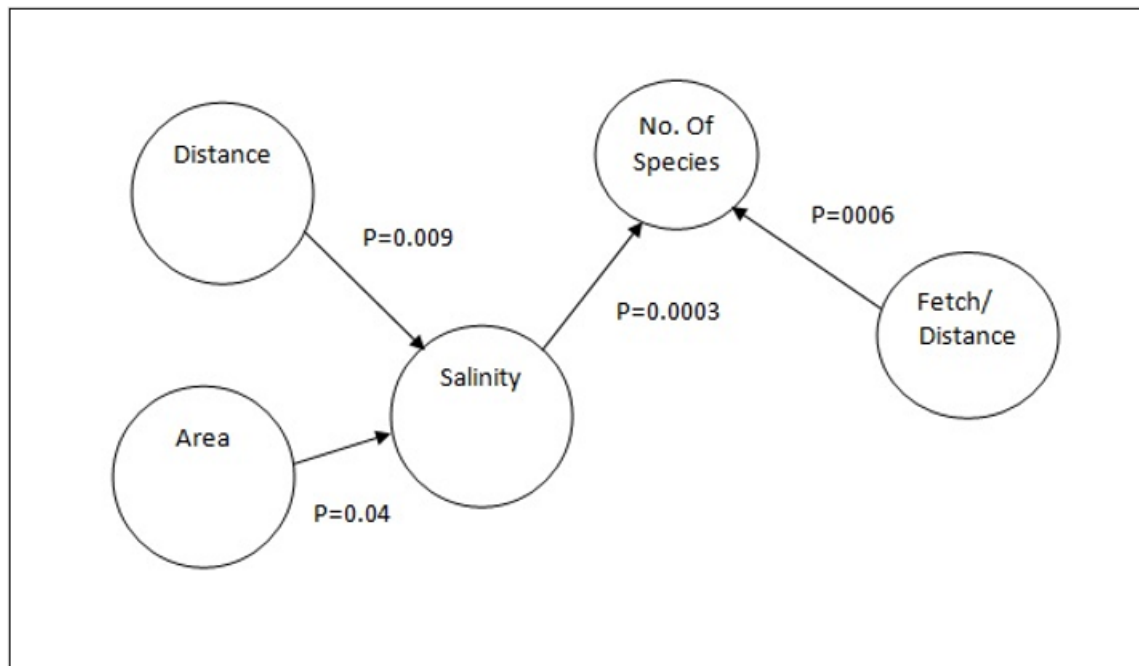 Distance
No. Of
Species
P=0.009
P=0006
Fetch/
Distance
P=0.0003
Salinity
Area
P=0.04